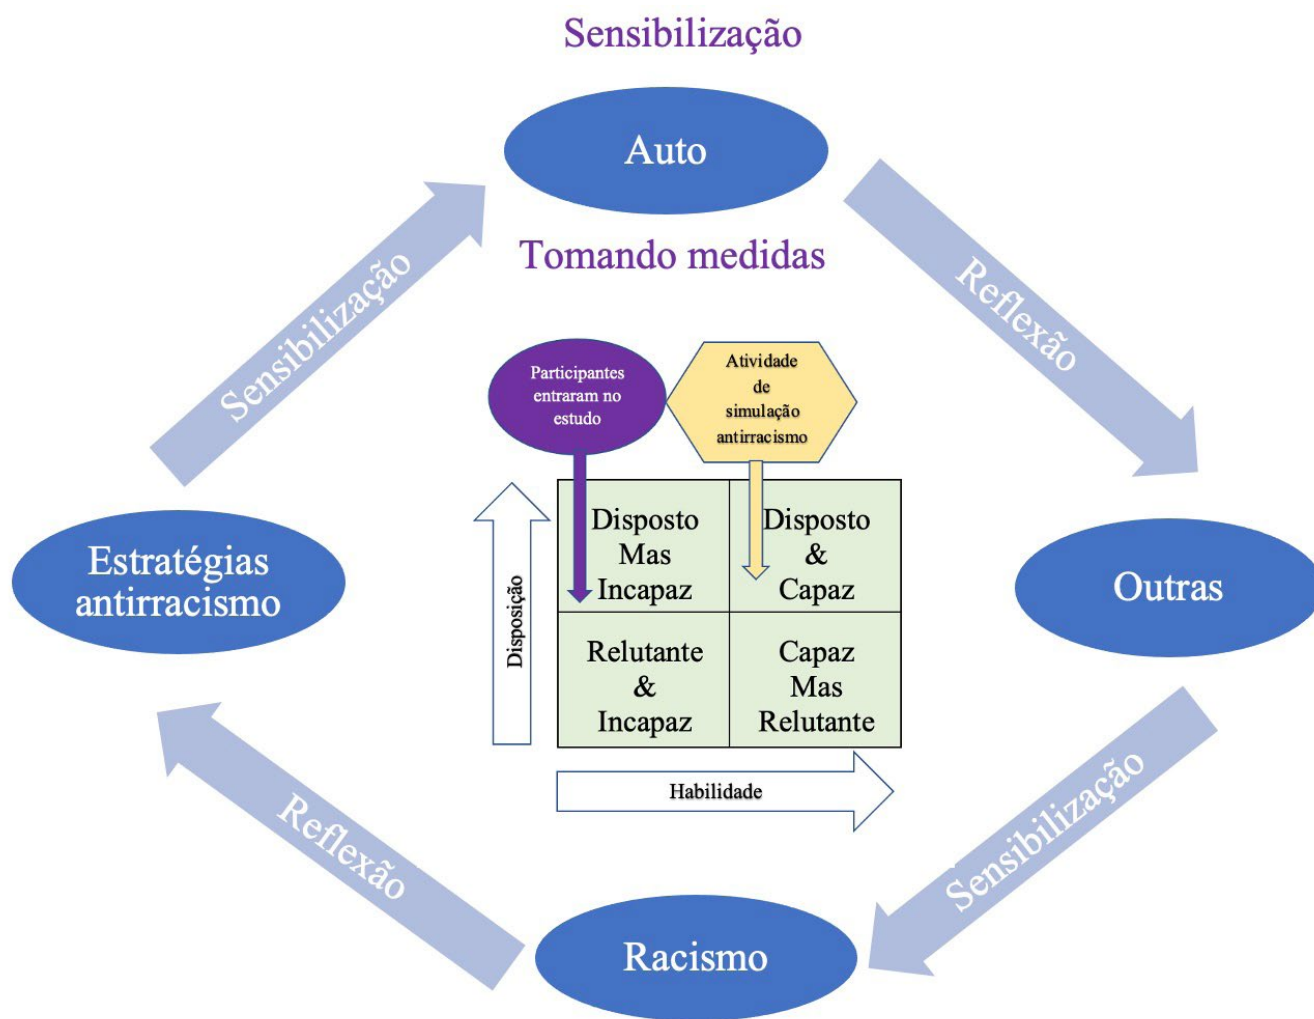 Sensibilização
Auto
Tomando medidas
Sensibilização
Reflexão
Participantes
entraram no
estudo
Atividade
de
simulação
antirracismo
Disposição
Disposto
Mas
Incapaz
Disposto
&
Capaz
Relutante
&
Incapaz
Capaz
Mas
Relutante
Habilidade
Estratégias
antirracismo
Outras
Reflexão
Sensibilização
Racismo